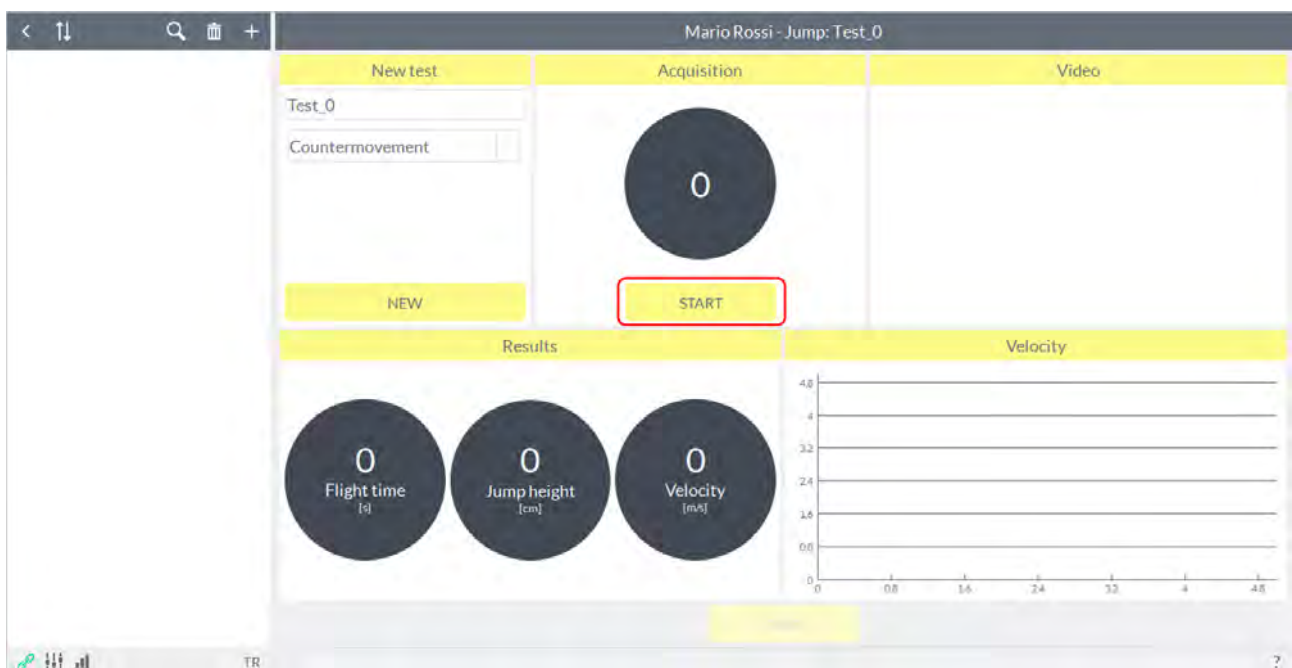 Mario Rossi - Jump: Test_0
New test
Acquisition
Video
Test_0
Countermovement
0
NEW
START
Results
Velocity
0
Flight time
[s]
0
Jump height
[cm]
0
Velocity
[m/s]
4,8
4
3,2
2,4
1,6
0,8
0
0 0,8 1,6 2,4 3,2 4 4,8
TR
?